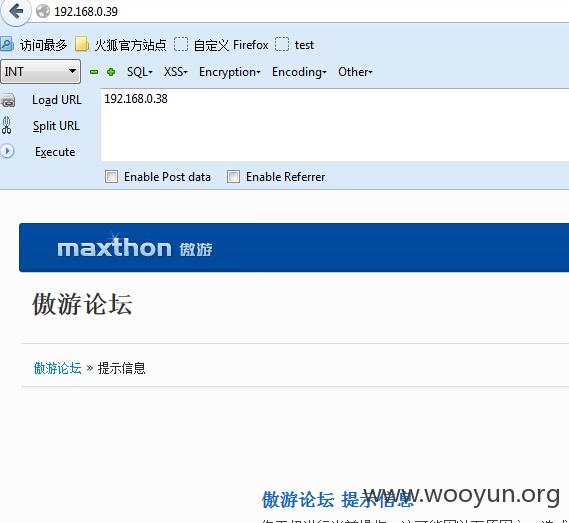 192.168.0.39
访问最多 火狐官方站点 自定义 Firefox test
INT SQL XSS Encryption Encoding Other
Load URL 192.168.0.38
Split URL
Execute
Enable Post data Enable Referrer
maxthon 傲游
傲游论坛
傲游论坛 » 提示信息
傲游论坛 提示信息
www.wooyun.org